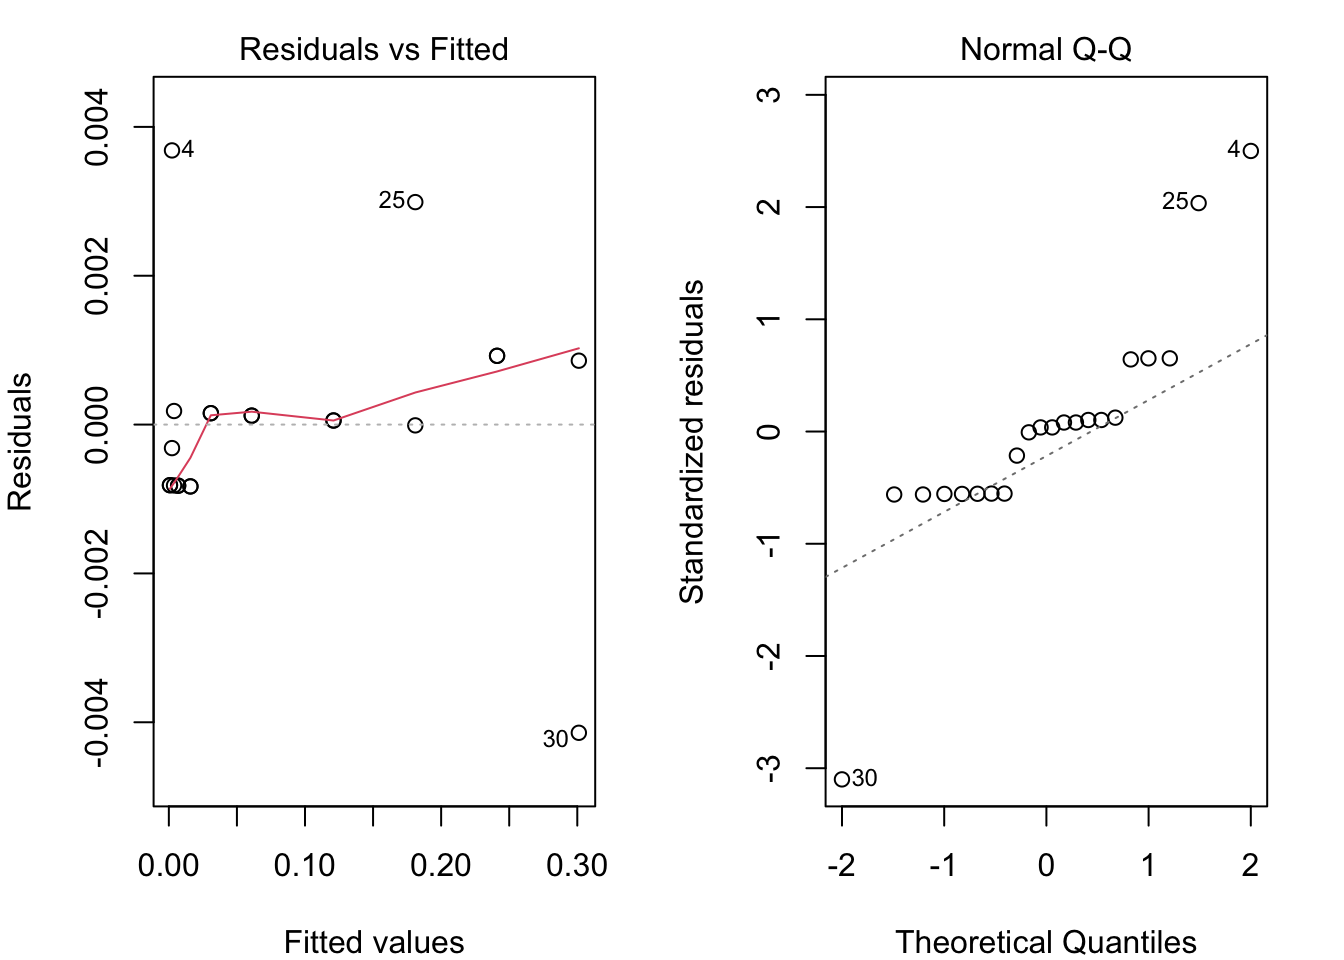 Residuals vs Fitted
Residuals
0.004
0.002
0.000
-0.002
-0.004
4
25
30
0.00 0.10 0.20 0.30
Fitted values
Normal Q-Q
Standardized residuals
3
2
1
0
-1
-2
-3
4
25
30
-2 -1 0 1 2
Theoretical Quantiles